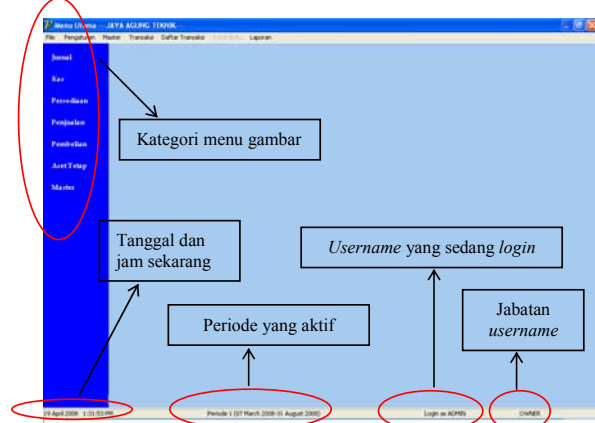 Menu Utama ---JAYA AGUNG TEKNIK---
File Pengaturan Master Transaksi Daftar Transaksi Laporan
Jurnal
Kas
Persediaan
Penjualan
Pembelian
Aset Tetap
Master
Kategori menu gambar
Tanggal dan
jam sekarang
Username yang sedang login
Periode yang aktif
Jabatan
username
19 April 2008 1:31:53 PM Periode 1 (07 March 2008-31 August 2008) Login as ADMIN OWNER